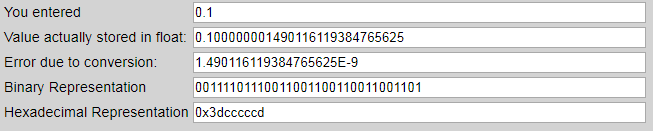 You entered 0.1
Value actually stored in float: 0.100000001490116119384765625
Error due to conversion: 1.490116119384765625E-9
Binary Representation 00111101110011001100110011001101
Hexadecimal Representation 0x3dcccccd